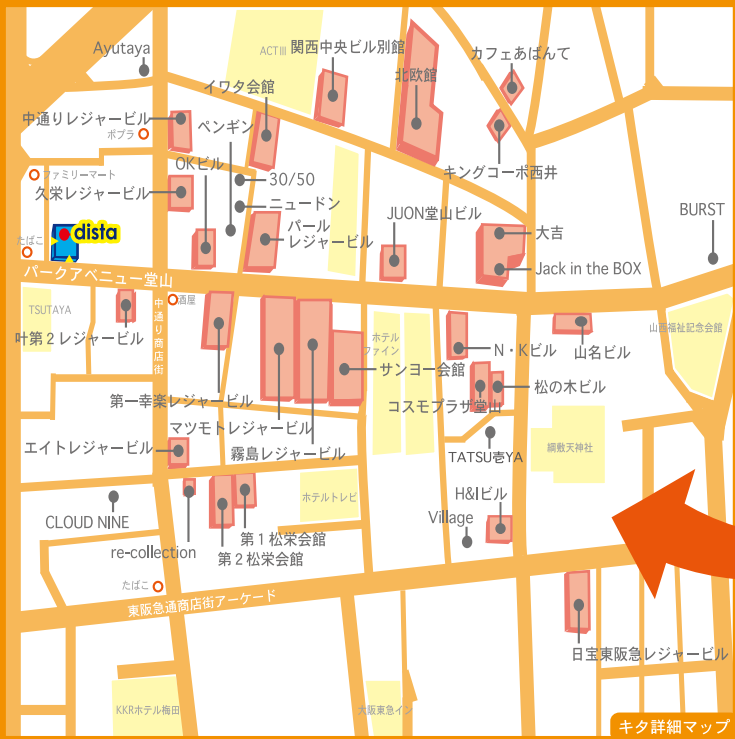 Ayutaya
ACTⅢ
関西中央ビル別館
カフェあばんて
イワタ会館
北欧館
中通りレジャービル
ポプラ
ペンギン
キングコーポ西井
OKビル
ファミリーマート
30/50
久栄レジャービル
ニュードン
JUON堂山ビル
BURST
パール
レジャービル
大吉
たばこ
dista
Jack in the BOX
パークアベニュー堂山
TSUTAYA
中通り商店街
酒屋
ホテル
ファイン
山西福祉記念会館
叶第２レジャービル
N・Kビル
山名ビル
サンヨー会館
松の木ビル
第一幸楽レジャービル
コスモプラザ堂山
マツモトレジャービル
エイトレジャービル
霧島レジャービル
TATSU壱YA
綱敷天神社
H&Iビル
ホテルトレビ
Village
CLOUD NINE
第１松栄会館
re-collection
第２松栄会館
たばこ
東阪急通商店街アーケード
日宝東阪急レジャービル
KKRホテル梅田
大阪東急イン
キタ詳細マップ